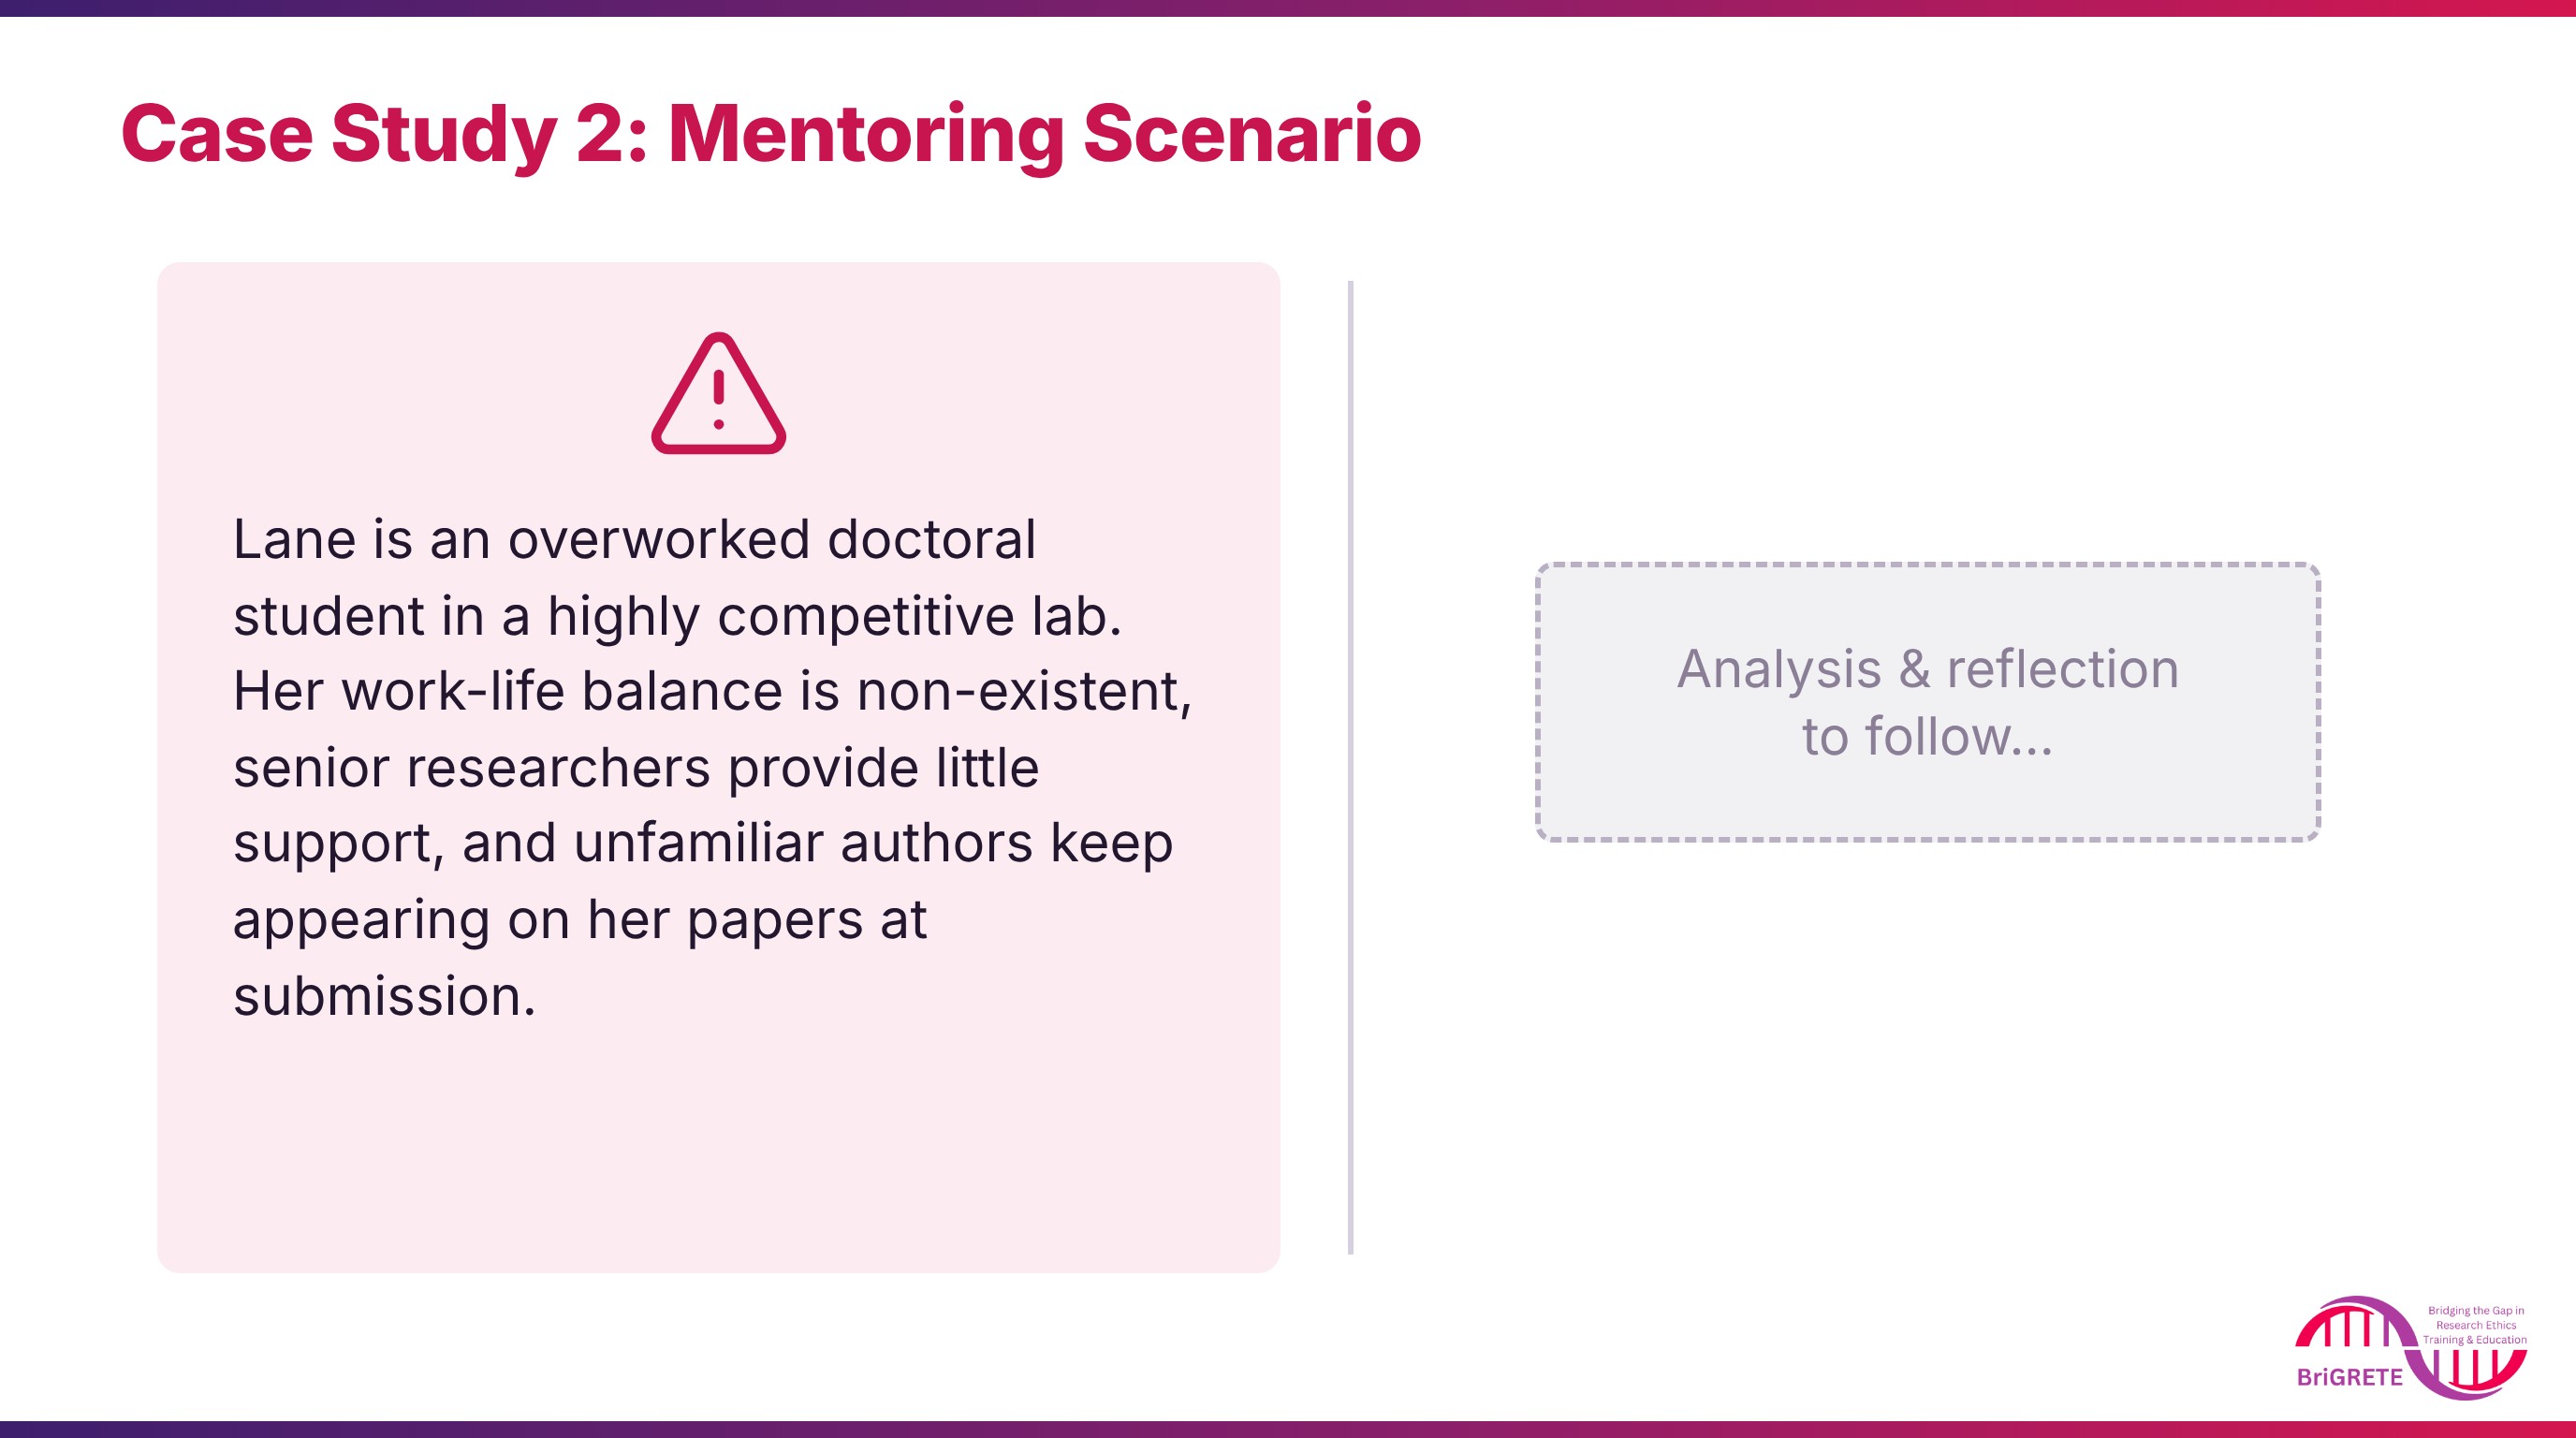 Case Study 2: Mentoring Scenario
Lane is an overworked doctoral
student in a highly competitive lab.
Her work-life balance is non-existent,
senior researchers provide little
support, and unfamiliar authors keep
appearing on her papers at
submission.
Analysis & reflection
to follow...
Bridging the Gap in
Research Ethics
Training & Education
BriGRETE